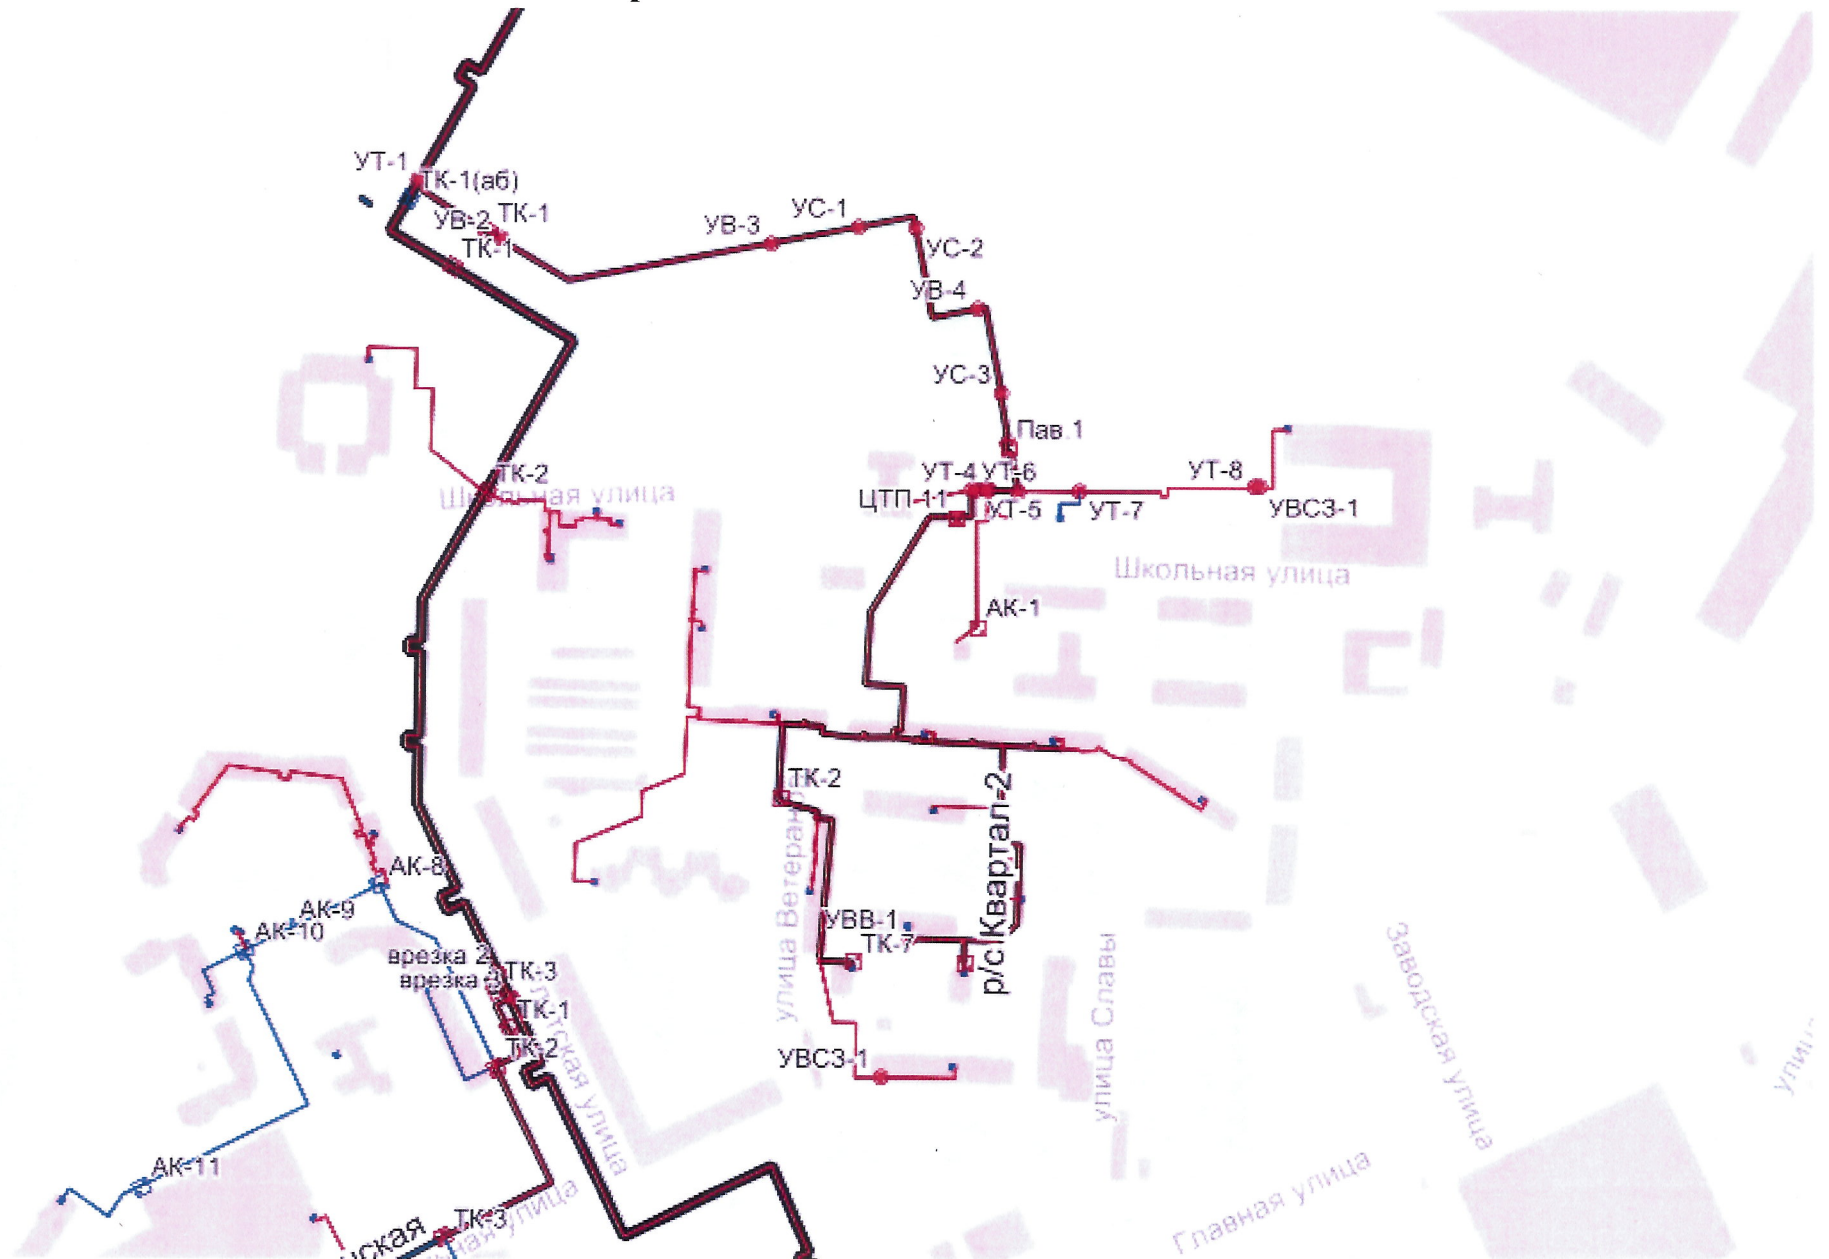 УТ-1
ТК-1(аб)
УВ-2
ТК-1
ТК-1
УВ-3
УС-1
УС-2
УВ-4
УС-3
Пав.1
ТК-2
Школьная улица
УТ-4
УТ-6
УТ-8
ЦТП-11
УТ-5
УТ-7
УВСЗ-1
Школьная улица
АК-1
ТК-2
р/с Квартал-2
АК-8
АК-9
АК-10
УВВ-1
ТК-7
врезка 2
врезка
ТК-3
ТК-1
ТК-2
УВСЗ-1
улица Славы
Заводская улица
АК-11
ТК-3
Главная улица